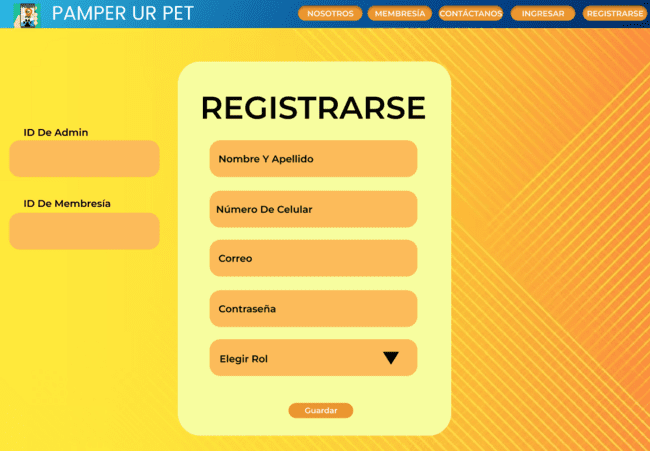 PAMPER UR PET
NOSOTROS
MEMBRESÍA
CONTÁCTANOS
INGRESAR
REGISTRARSE
REGISTRARSE
ID De Admin
ID De Membresía
Nombre Y Apellido
Número De Celular
Correo
Contraseña
Elegir Rol
Guardar